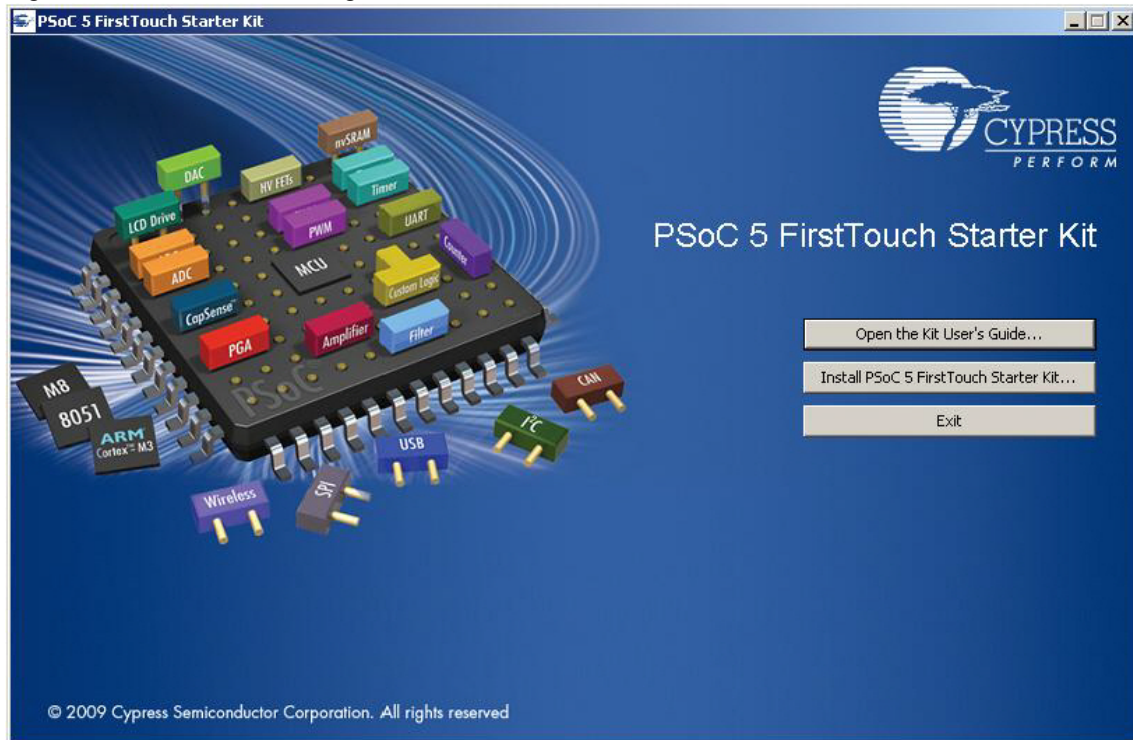 PSoC 5 FirstTouch Starter Kit
CYPRESS
PERFORM
PSoC 5 FirstTouch Starter Kit
nvSRAM
DAC
HV FETs
Timer
LCD Drive
PWM
UART
Counter
ADC
MCU
Custom Logic
CapSense™
PGA
Amplifier
Filter
PSoC
M8
8051
ARM
Cortex™-M3
CAN
I²C
USB
SPI
Wireless
Open the Kit User's Guide...
Install PSoC 5 FirstTouch Starter Kit...
Exit
© 2009 Cypress Semiconductor Corporation. All rights reserved